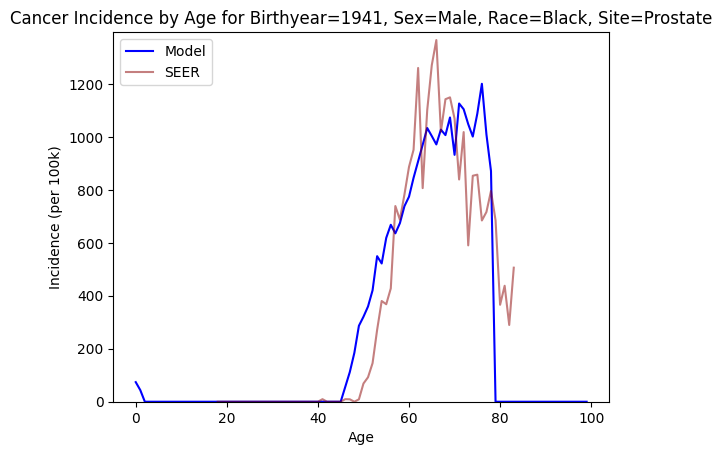 Cancer Incidence by Age for Birthyear=1941, Sex=Male, Race=Black, Site=Prostate
Model
SEER
Incidence (per 100k)
1200
1000
800
600
400
200
0
0 20 40 60 80 100
Age